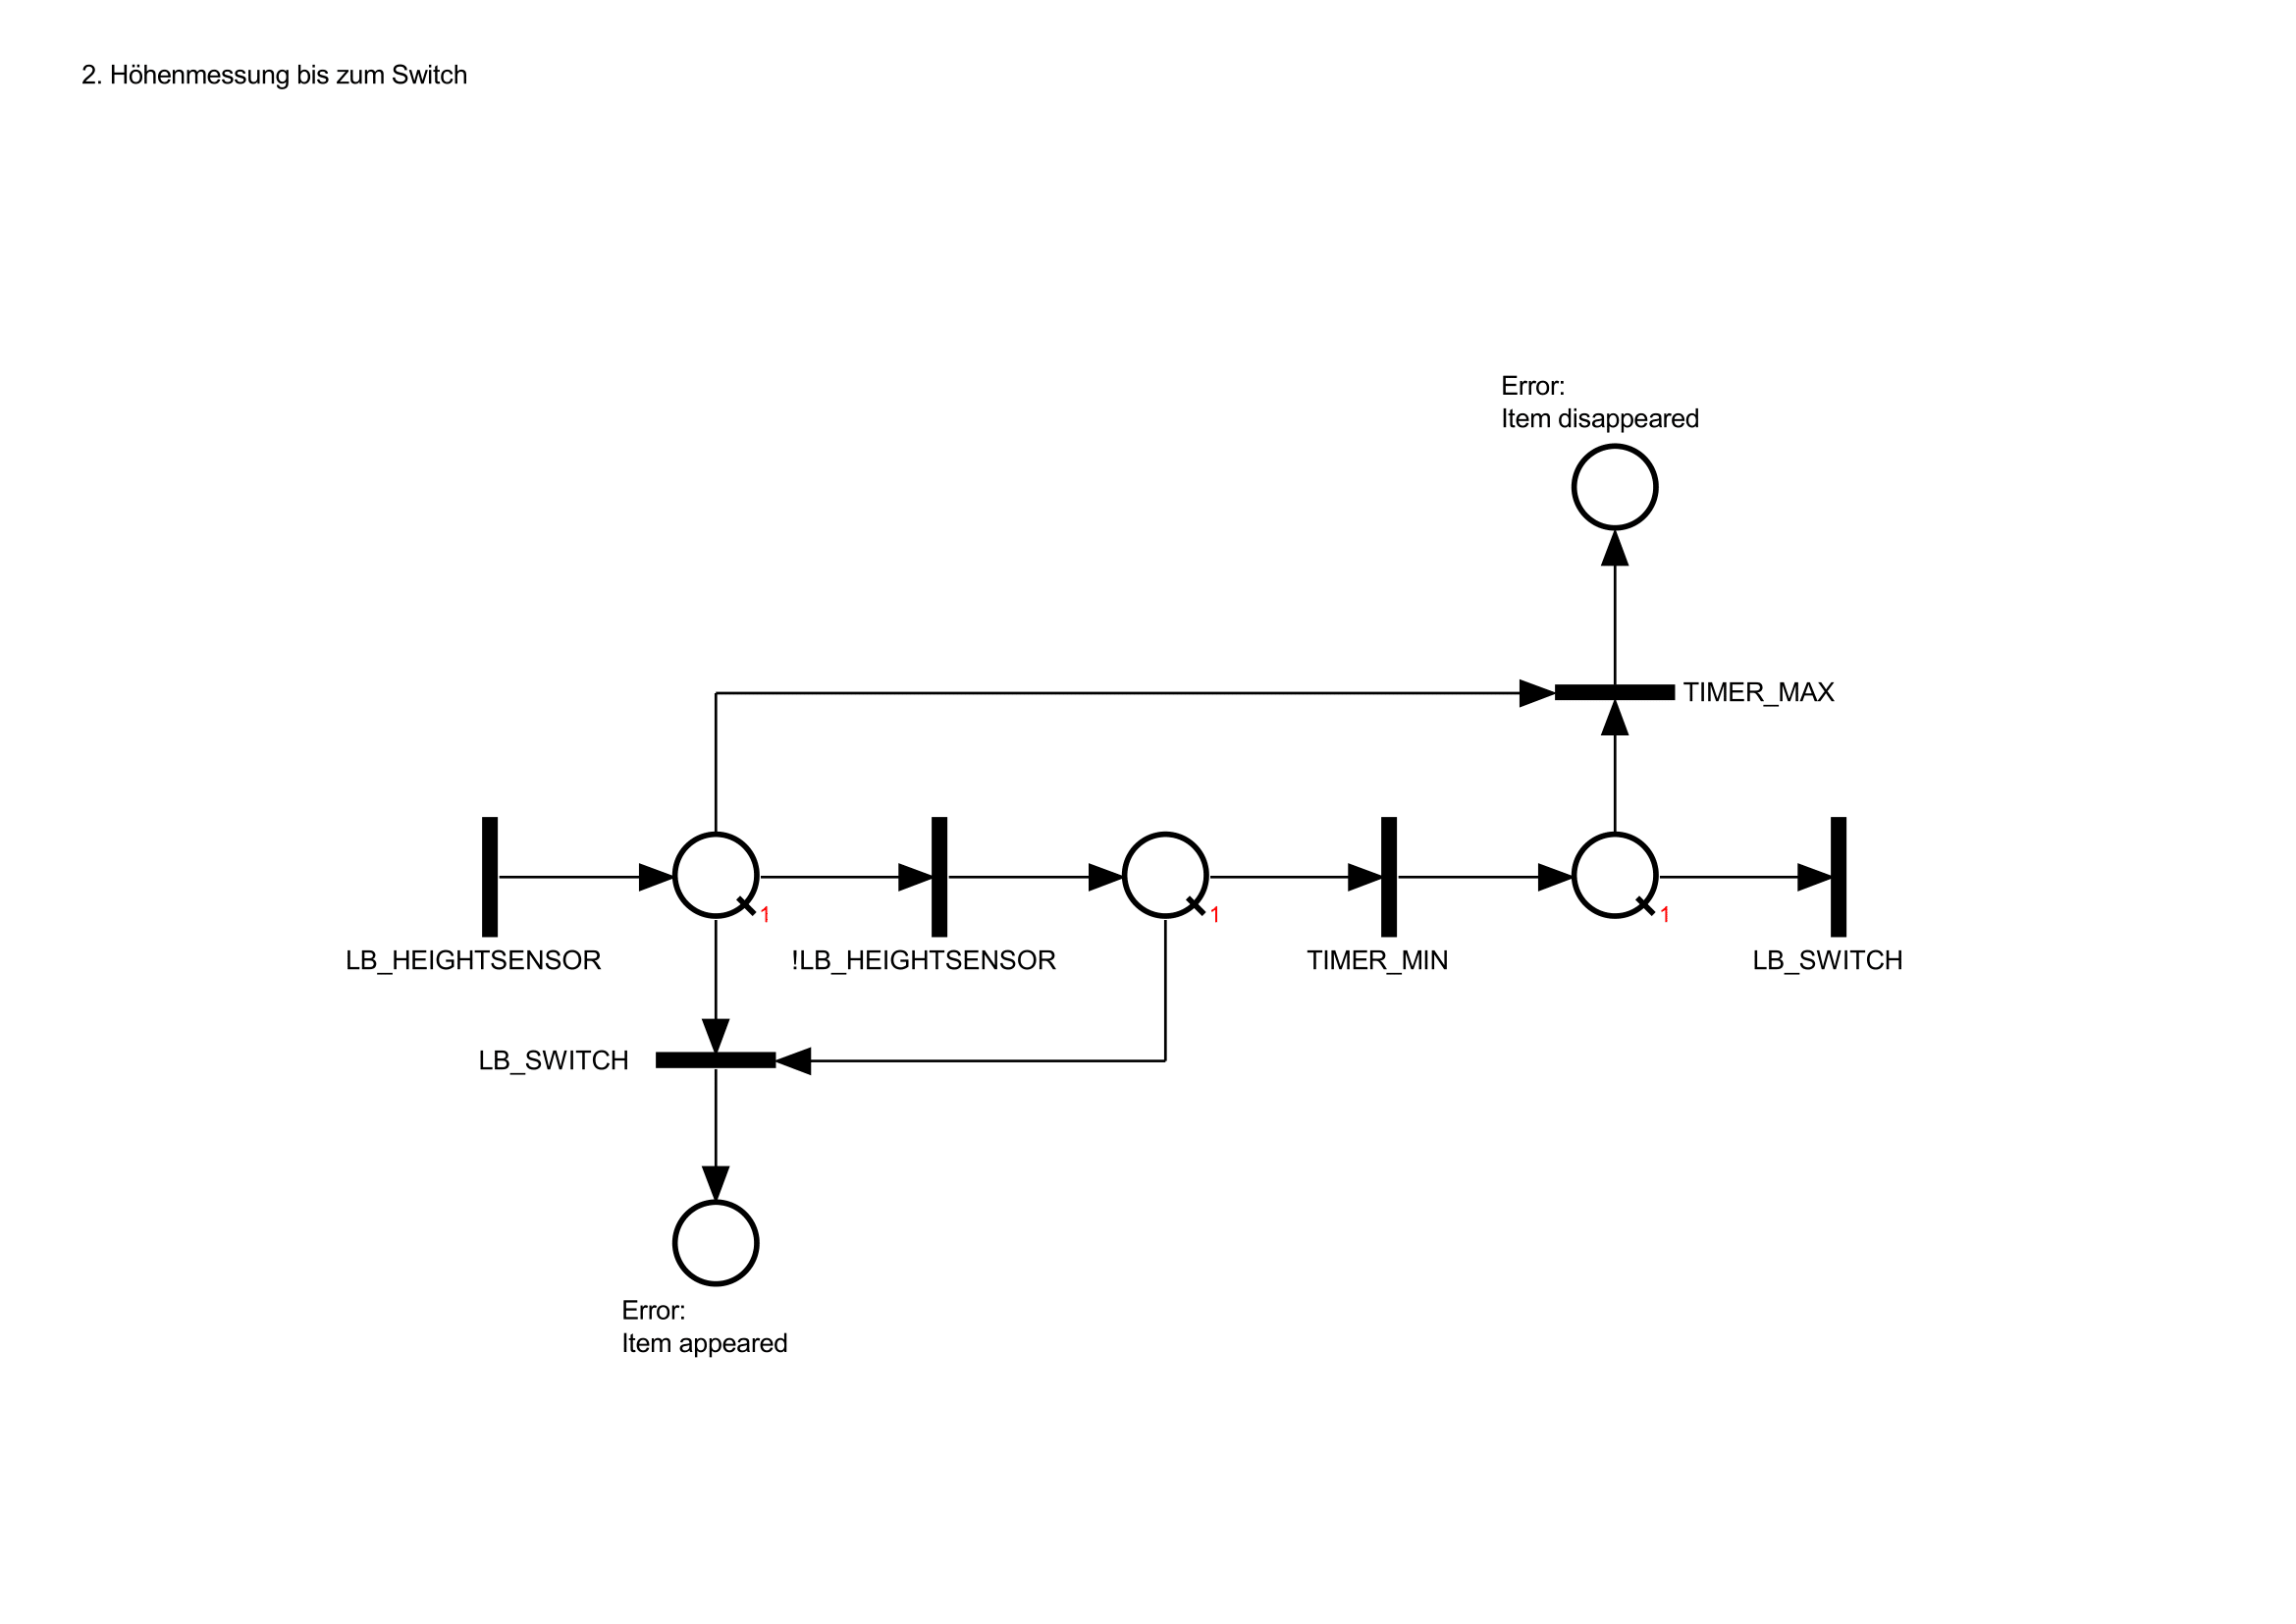 2. Höhenmessung bis zum Switch
Error:
Item disappeared
TIMER_MAX
1
1
1
LB_HEIGHTSENSOR
!LB_HEIGHTSENSOR
TIMER_MIN
LB_SWITCH
LB_SWITCH
Error:
Item appeared